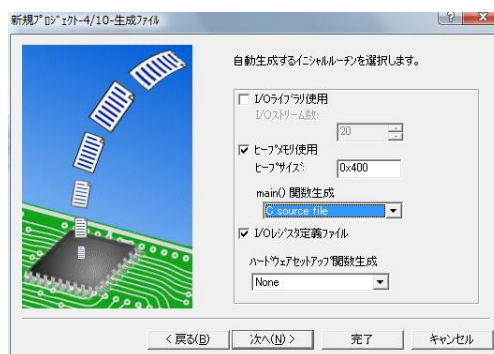 新規ﾌﾟﾛｼﾞｪｸﾄ-4/10-生成ﾌｧｲﾙ
自動生成するｲﾆｼｬﾙﾙｰﾁﾝを選択します。
I/Oﾗｲﾌﾞﾗﾘ使用
I/Oｽﾄﾘｰﾑ数:
20
ﾋｰﾌﾟﾒﾓﾘ使用
ﾋｰﾌﾟｻｲｽﾞ:
0x400
main() 関数生成
C source file
I/Oﾚｼﾞｽﾀ定義ﾌｧｲﾙ
ﾊｰﾄﾞｳｪｱｾｯﾄｱｯﾌﾟ関数生成
None
< 戻る(B)
次へ(N) >
完了
キャンセル